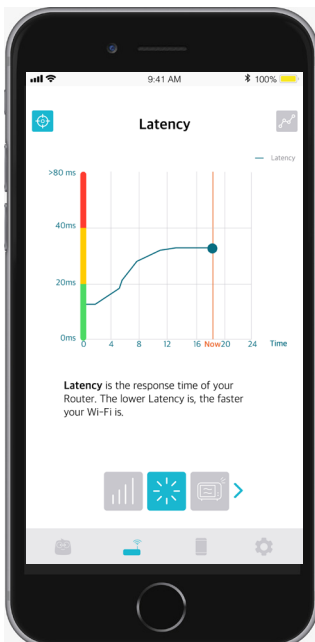 9:41 AM
100%
Latency
Latency
>80 ms
40ms
20ms
0ms
0 4 8 12 16 Now 20 24 Time
Latency is the response time of your
Router. The lower Latency is, the faster
your Wi-Fi is.